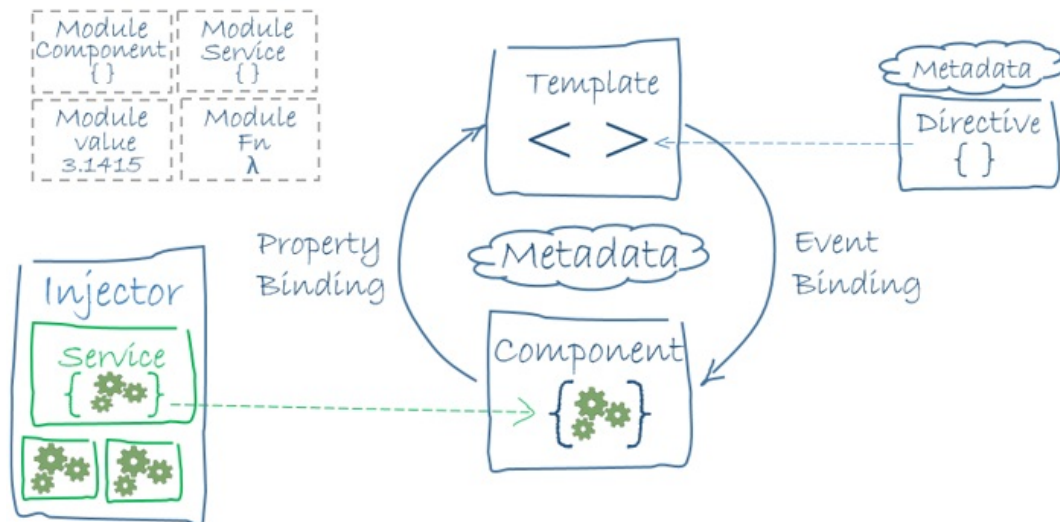 Module
Component
{ }
Module
Service
{ }
Module
value
3.1415
Module
Fn
λ
Template
< >
Metadata
Directive
{ }
Property
Binding
Metadata
Event
Binding
Injector
Service
{ }
Component
{ }